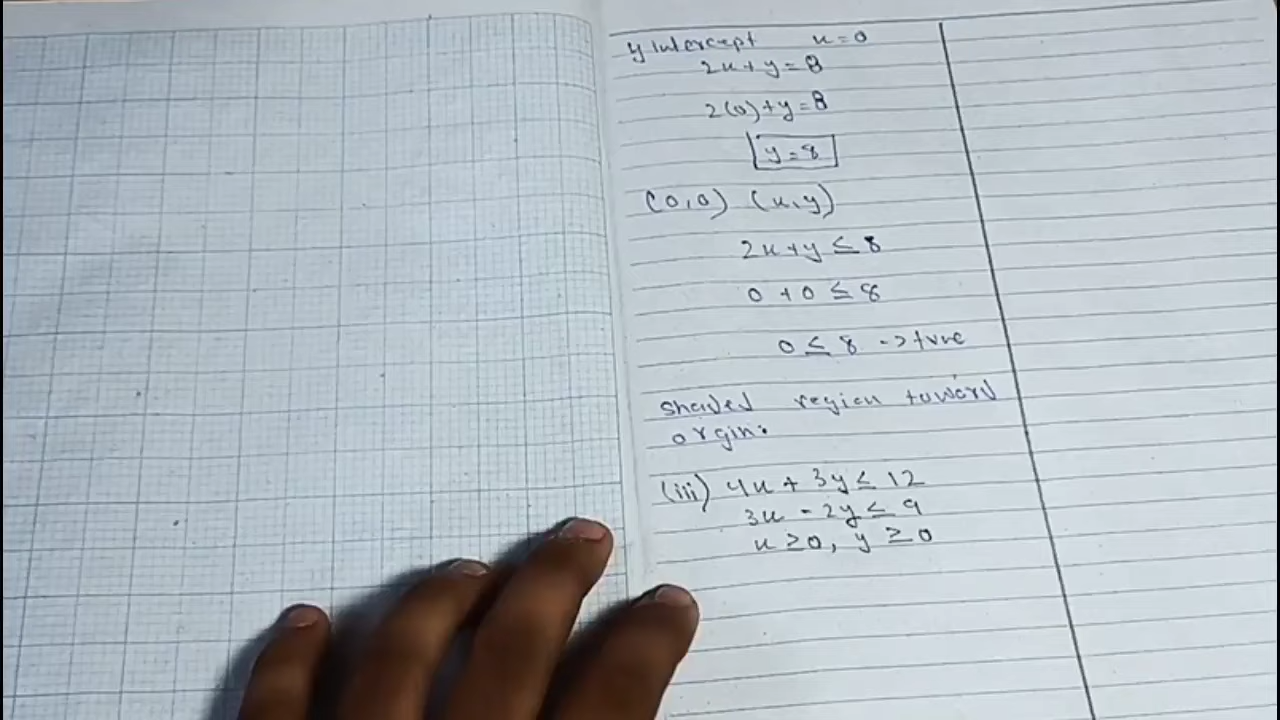 y intercept x=0
2x+y=8
2(0)+y=8
y=8
(0,0) (x,y)
2x+y ≤ 8
0+0 ≤ 8
0 ≤ 8 -> true
shaded region toward
orgin.
(iii) 4x + 3y ≤ 12
3x - 2y ≤ 9
x ≥0, y ≥0